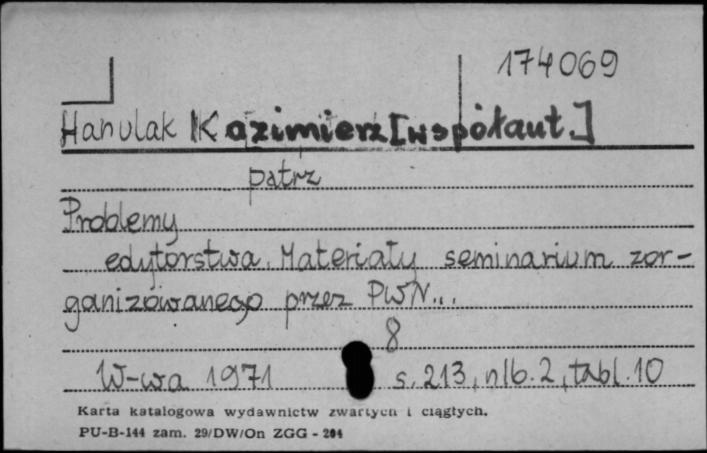 174069
Hanulak Kazimierz [współaut.]
patrz
Problemy
edytorstwa. Materiały seminarium zor-
ganizowanego przez PWN...
8
W-wa 1971 s. 213, nlb. 2, tabl. 10
Karta katalogowa wydawnictw zwartych i ciągłych.
PU-B-144 zam. 29/DW/On ZGG - 204